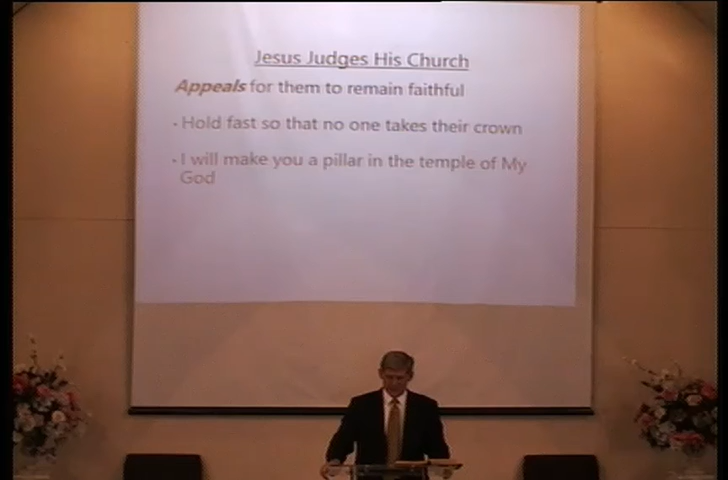 Jesus Judges His Church
Appeals for them to remain faithful
• Hold fast so that no one takes their crown
• I will make you a pillar in the temple of My
God